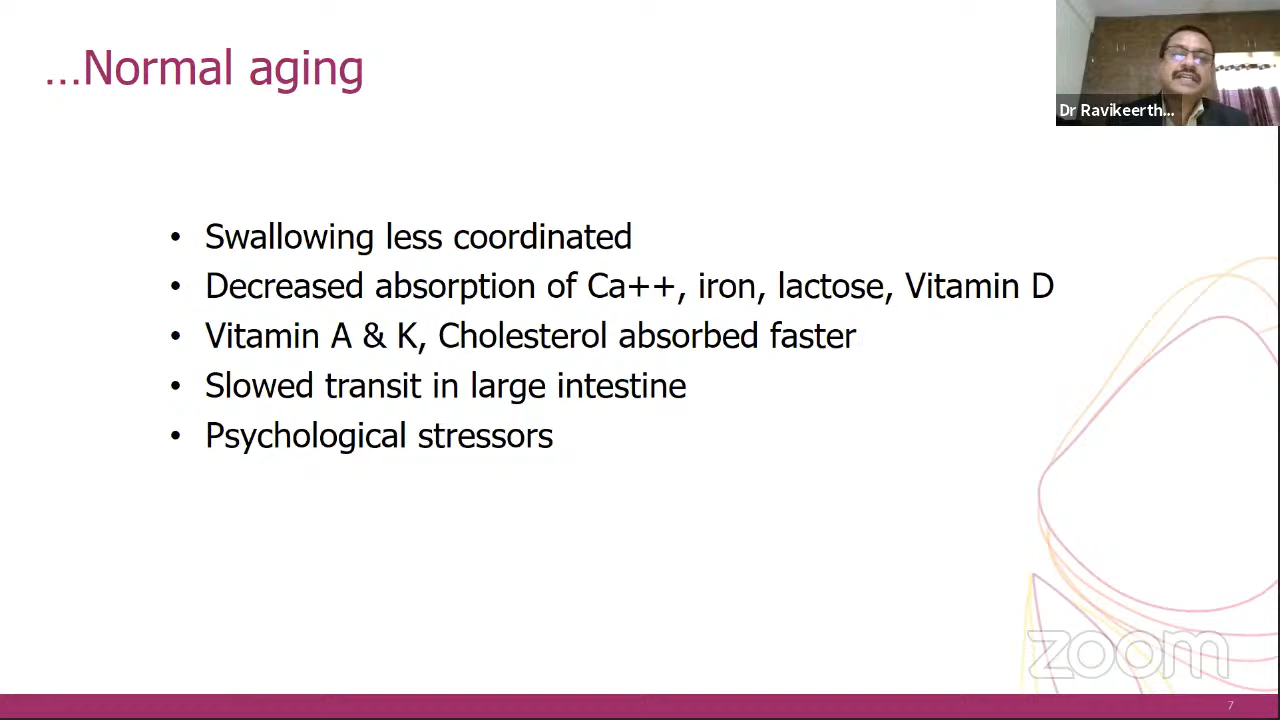 ...Normal aging
Dr Ravikeerth...
• Swallowing less coordinated
• Decreased absorption of Ca++, iron, lactose, Vitamin D
• Vitamin A & K, Cholesterol absorbed faster
• Slowed transit in large intestine
• Psychological stressors
zoom
7